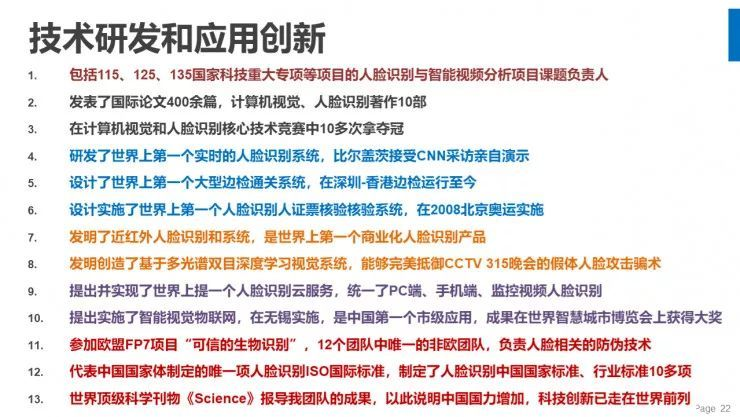 技术研发和应用创新
1. 包括115、125、135国家科技重大专项等项目的人脸识别与智能视频分析项目课题负责人
2. 发表了国际论文400余篇，计算机视觉、人脸识别著作10部
3. 在计算机视觉和人脸识别核心技术竞赛中10多次拿夺冠
4. 研发了世界上第一个实时的人脸识别系统，比尔盖茨接受CNN采访亲自演示
5. 设计了世界上第一个大型边检通关系统，在深圳-香港边检运行至今
6. 设计实施了世界上第一个人脸识别人证票核验核验系统，在2008北京奥运实施
7. 发明了近红外人脸识别和系统，是世界上第一个商业化人脸识别产品
8. 发明创造了基于多光谱双目深度学习视觉系统，能够完美抵御CCTV 315晚会的假体人脸攻击骗术
9. 提出并实现了世界上提一个人脸识别云服务，统一了PC端、手机端、监控视频人脸识别
10. 提出实施了智能视觉物联网，在无锡实施，是中国第一个市级应用，成果在世界智慧城市博览会上获得大奖
11. 参加欧盟FP7项目“可信的生物识别”，12个团队中唯一的非欧团队，负责人脸相关的防伪技术
12. 代表中国国家体制定的唯一项人脸识别ISO国际标准，制定了人脸识别中国国家标准、行业标准10多项
13. 世界顶级科学刊物《Science》报导我团队的成果，以此说明中国国力增加，科技创新已走在世界前列
Page 22